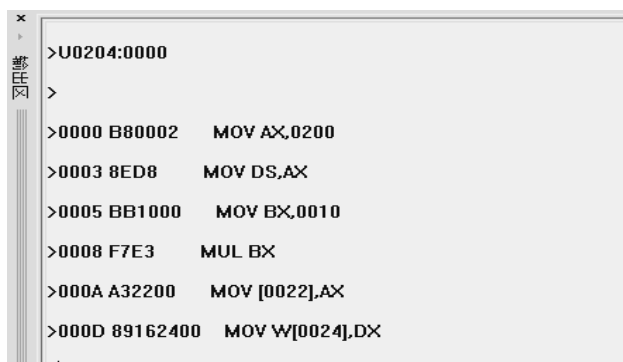 >U0204:0000
>
>0000 B80002 MOV AX,0200
>0003 8ED8 MOV DS,AX
>0005 BB1000 MOV BX,0010
>0008 F7E3 MUL BX
>000A A32200 MOV [0022],AX
>000D 89162400 MOV W[0024],DX